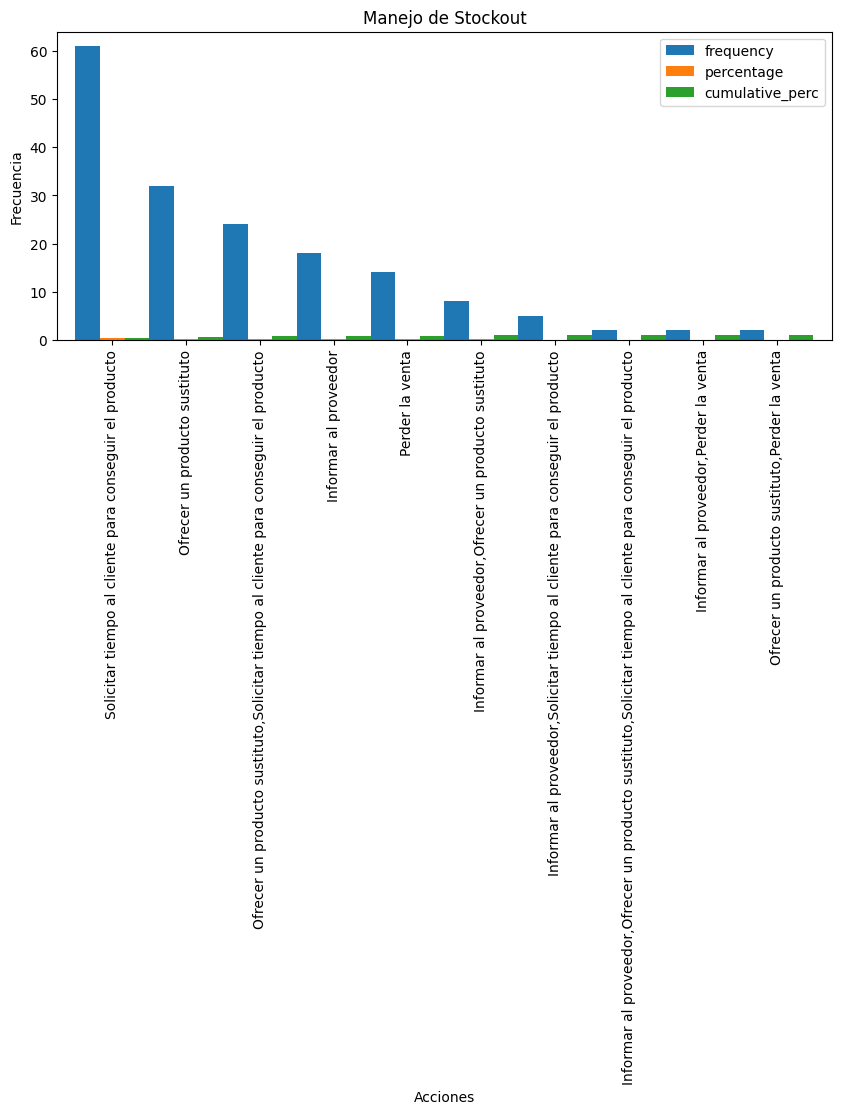 Manejo de Stockout
frequency
percentage
cumulative_perc
Frecuencia
60
50
40
30
20
10
0
Solicitar tiempo al cliente para conseguir el producto
Ofrecer un producto sustituto
Ofrecer un producto sustituto,Solicitar tiempo al cliente para conseguir el producto
Informar al proveedor
Perder la venta
Informar al proveedor,Ofrecer un producto sustituto
Informar al proveedor,Solicitar tiempo al cliente para conseguir el producto
Informar al proveedor,Ofrecer un producto sustituto,Solicitar tiempo al cliente para conseguir el producto
Informar al proveedor,Perder la venta
Ofrecer un producto sustituto,Perder la venta
Acciones